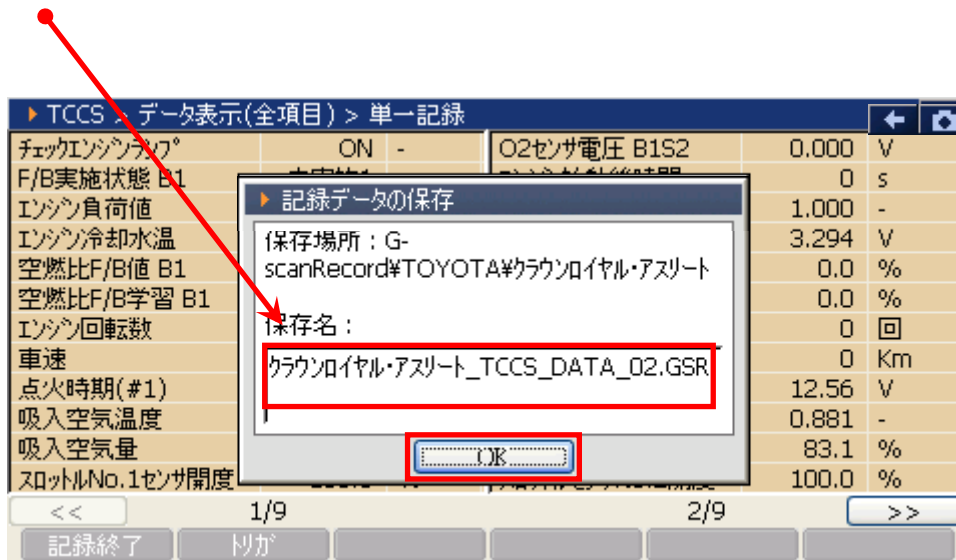 TCCS > データ表示(全項目) > 単一記録
ﾁｪｯｸｴﾝｼﾞﾝﾗﾝﾌﾟ ON - O2センサ電圧 B1S2 0.000 V
F/B実施状態 B1 0 s
ｴﾝｼﾞﾝ負荷値 1.000 -
ｴﾝｼﾞﾝ冷却水温 3.294 V
空燃比F/B値 B1 0.0 %
空燃比F/B学習 B1 0.0 %
ｴﾝｼﾞﾝ回転数 0 回
車速 0 Km
点火時期(#1) 12.56 V
吸入空気温度 0.881 -
吸入空気量 83.1 %
ｽﾛｯﾄﾙNo.1ｾﾝｻ開度 100.0 %
記録データの保存
保存場所：G-
scanRecord¥TOYOTA¥ｸﾗｳﾝﾛｲﾔﾙ･ｱｽﾘｰﾄ
保存名：
ｸﾗｳﾝﾛｲﾔﾙ･ｱｽﾘｰﾄ_TCCS_DATA_02.GSR
OK
<< 1/9 2/9 >>
記録終了 ﾄﾘｶﾞ